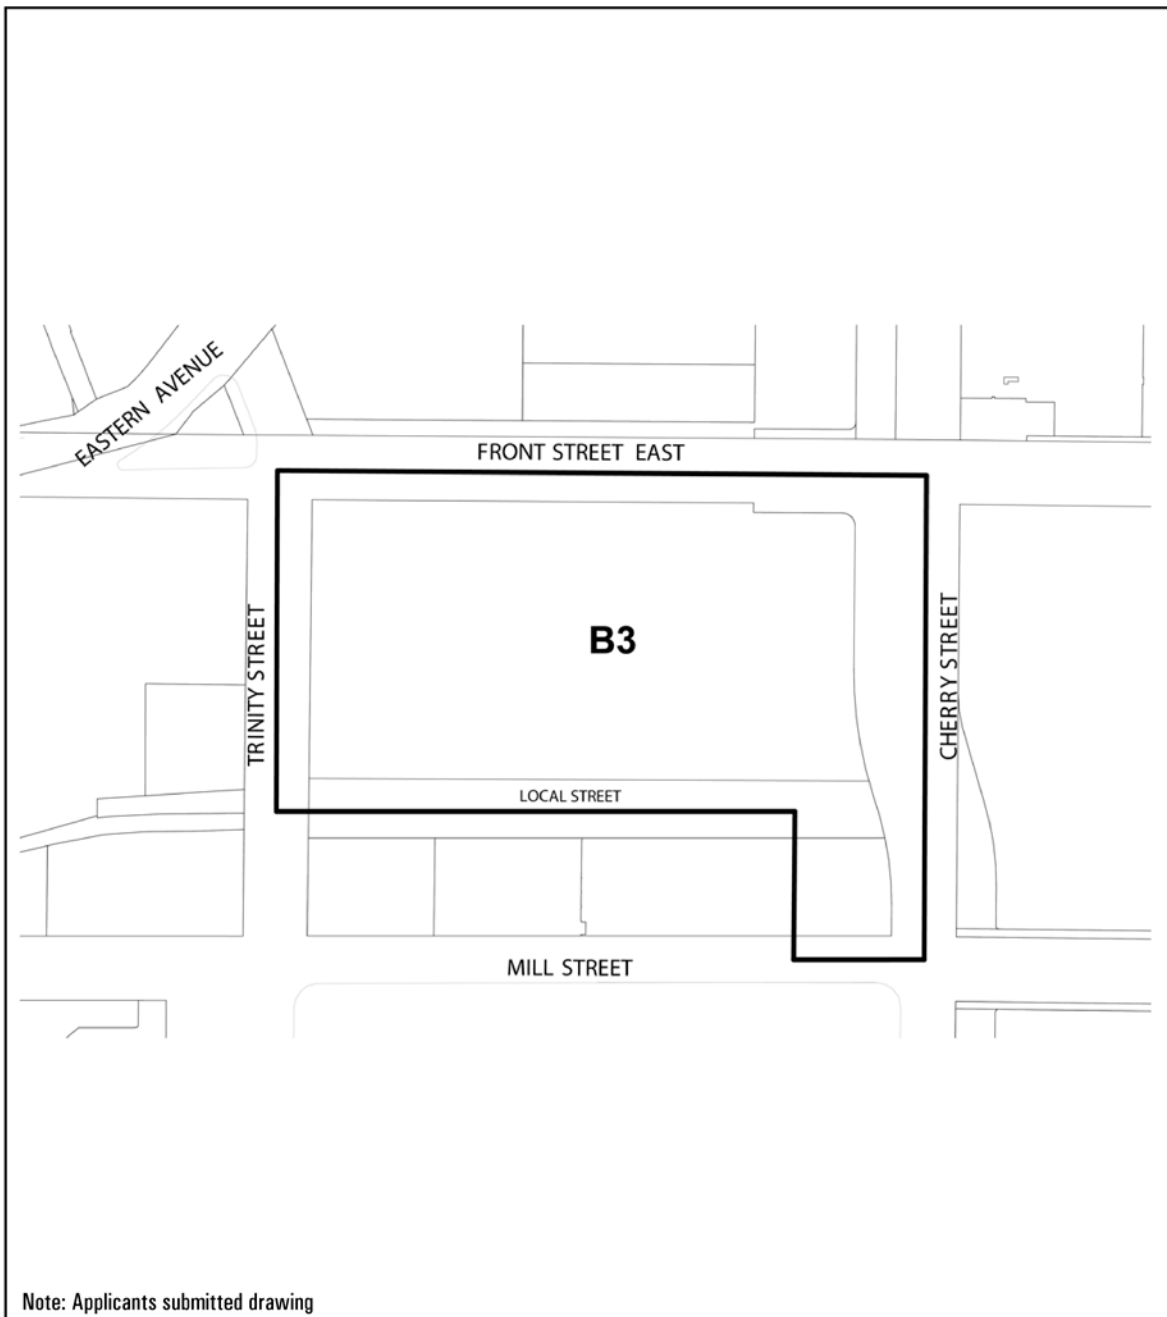 EASTERN AVENUE
FRONT STREET EAST
TRINITY STREET
B3
CHERRY STREET
LOCAL STREET
MILL STREET
Note: Applicants submitted drawing